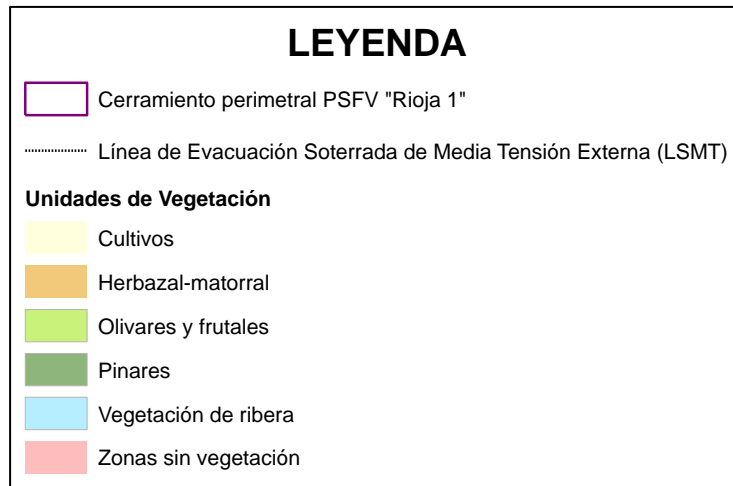 LEYENDA
Cerramiento perimetral PSFV "Rioja 1"
Línea de Evacuación Soterrada de Media Tensión Externa (LSMT)
Unidades de Vegetación
Cultivos
Herbazal-matorral
Olivares y frutales
Pinares
Vegetación de ribera
Zonas sin vegetación